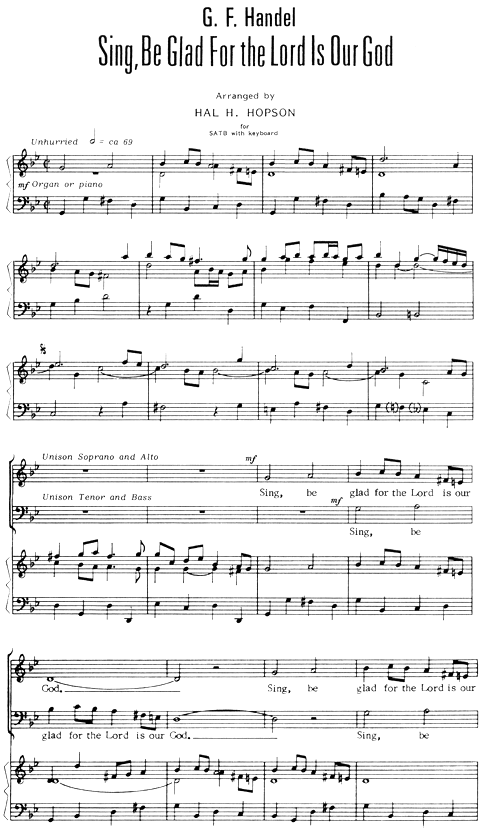 G. F. Handel
Sing, Be Glad For the Lord Is Our God
Arranged by
HAL H. HOPSON
for
SATB with keyboard
Unhurried = ca 69
mf Organ or piano
Unison Soprano and Alto
mf
Sing, be glad for the Lord is our
Unison Tenor and Bass
mf
Sing, be
God, Sing, be glad for the Lord is our
glad for the Lord is our God. Sing, be